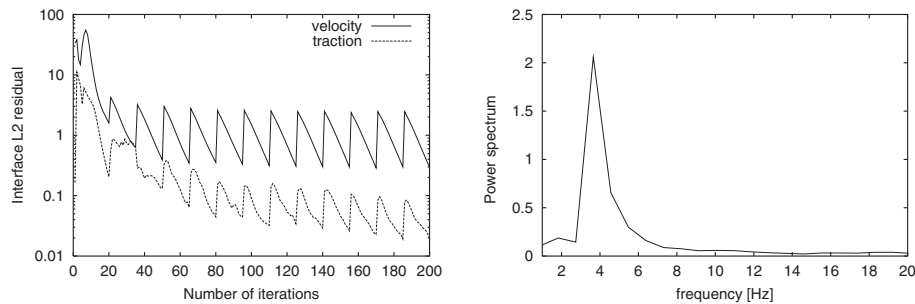 100
10
1
0.1
0.01
Interface L2 residual
velocity
traction
0 20 40 60 80 100 120 140 160 180 200
Number of iterations
2.5
2
1.5
1
0.5
0
Power spectrum
2 4 6 8 10 12 14 16 18 20
frequency [Hz]